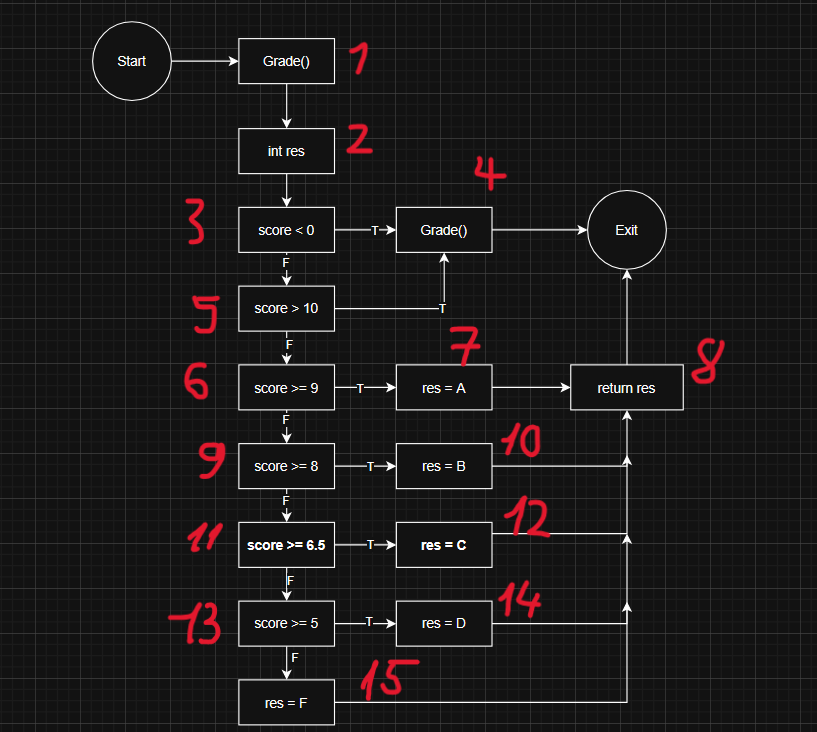 Start
Grade()
1
int res
2
3
score < 0
T
Grade()
4
Exit
F
5
score > 10
T
F
6
score >= 9
T
res = A
7
return res
8
F
9
score >= 8
T
res = B
10
F
11
score >= 6.5
T
res = C
12
F
13
score >= 5
T
res = D
14
F
res = F
15